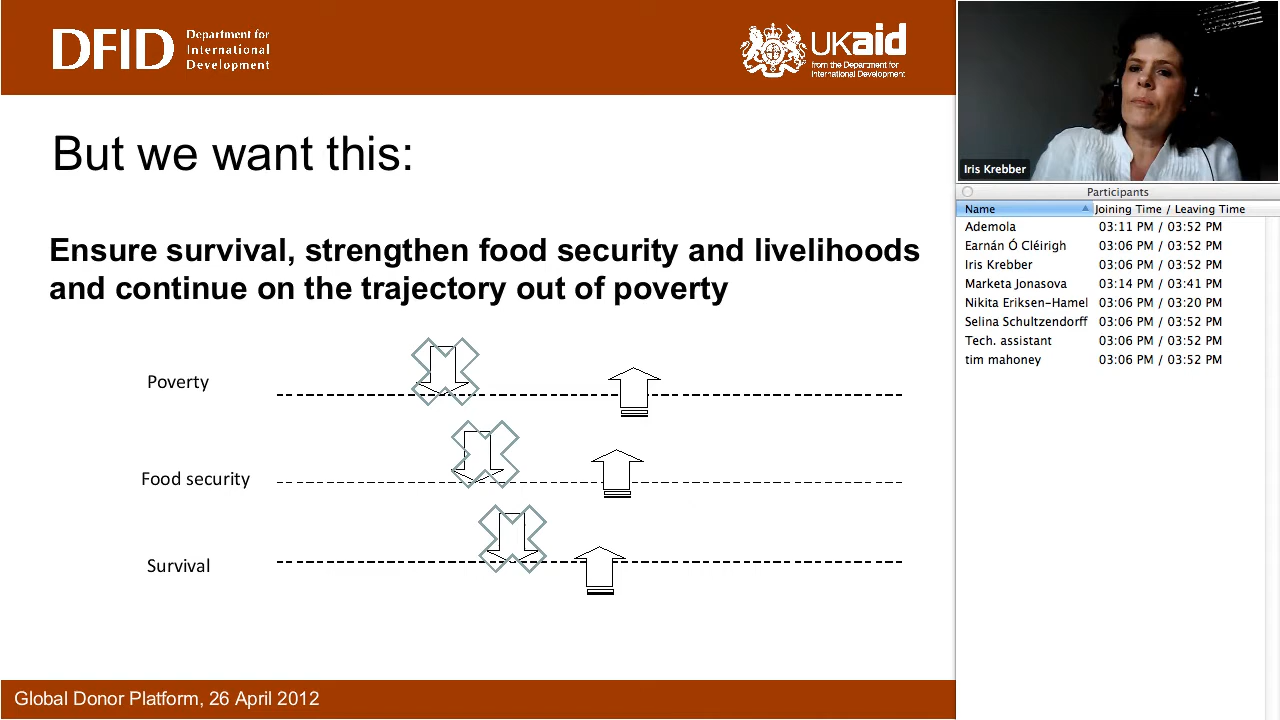 DFID
Department for
International
Development
UKaid
from the Department for
International Development
But we want this:
Ensure survival, strengthen food security and livelihoods
and continue on the trajectory out of poverty
Poverty
Food security
Survival
Global Donor Platform, 26 April 2012
Iris Krebber
Participants
Name Joining Time / Leaving Time
Ademola 03:11 PM / 03:52 PM
Earnán Ó Cléirigh 03:06 PM / 03:52 PM
Iris Krebber 03:06 PM / 03:52 PM
Marketa Jonasova 03:14 PM / 03:41 PM
Nikita Eriksen-Hamel 03:06 PM / 03:20 PM
Selina Schultzendorff 03:06 PM / 03:52 PM
Tech. assistant 03:06 PM / 03:52 PM
tim mahoney 03:06 PM / 03:52 PM